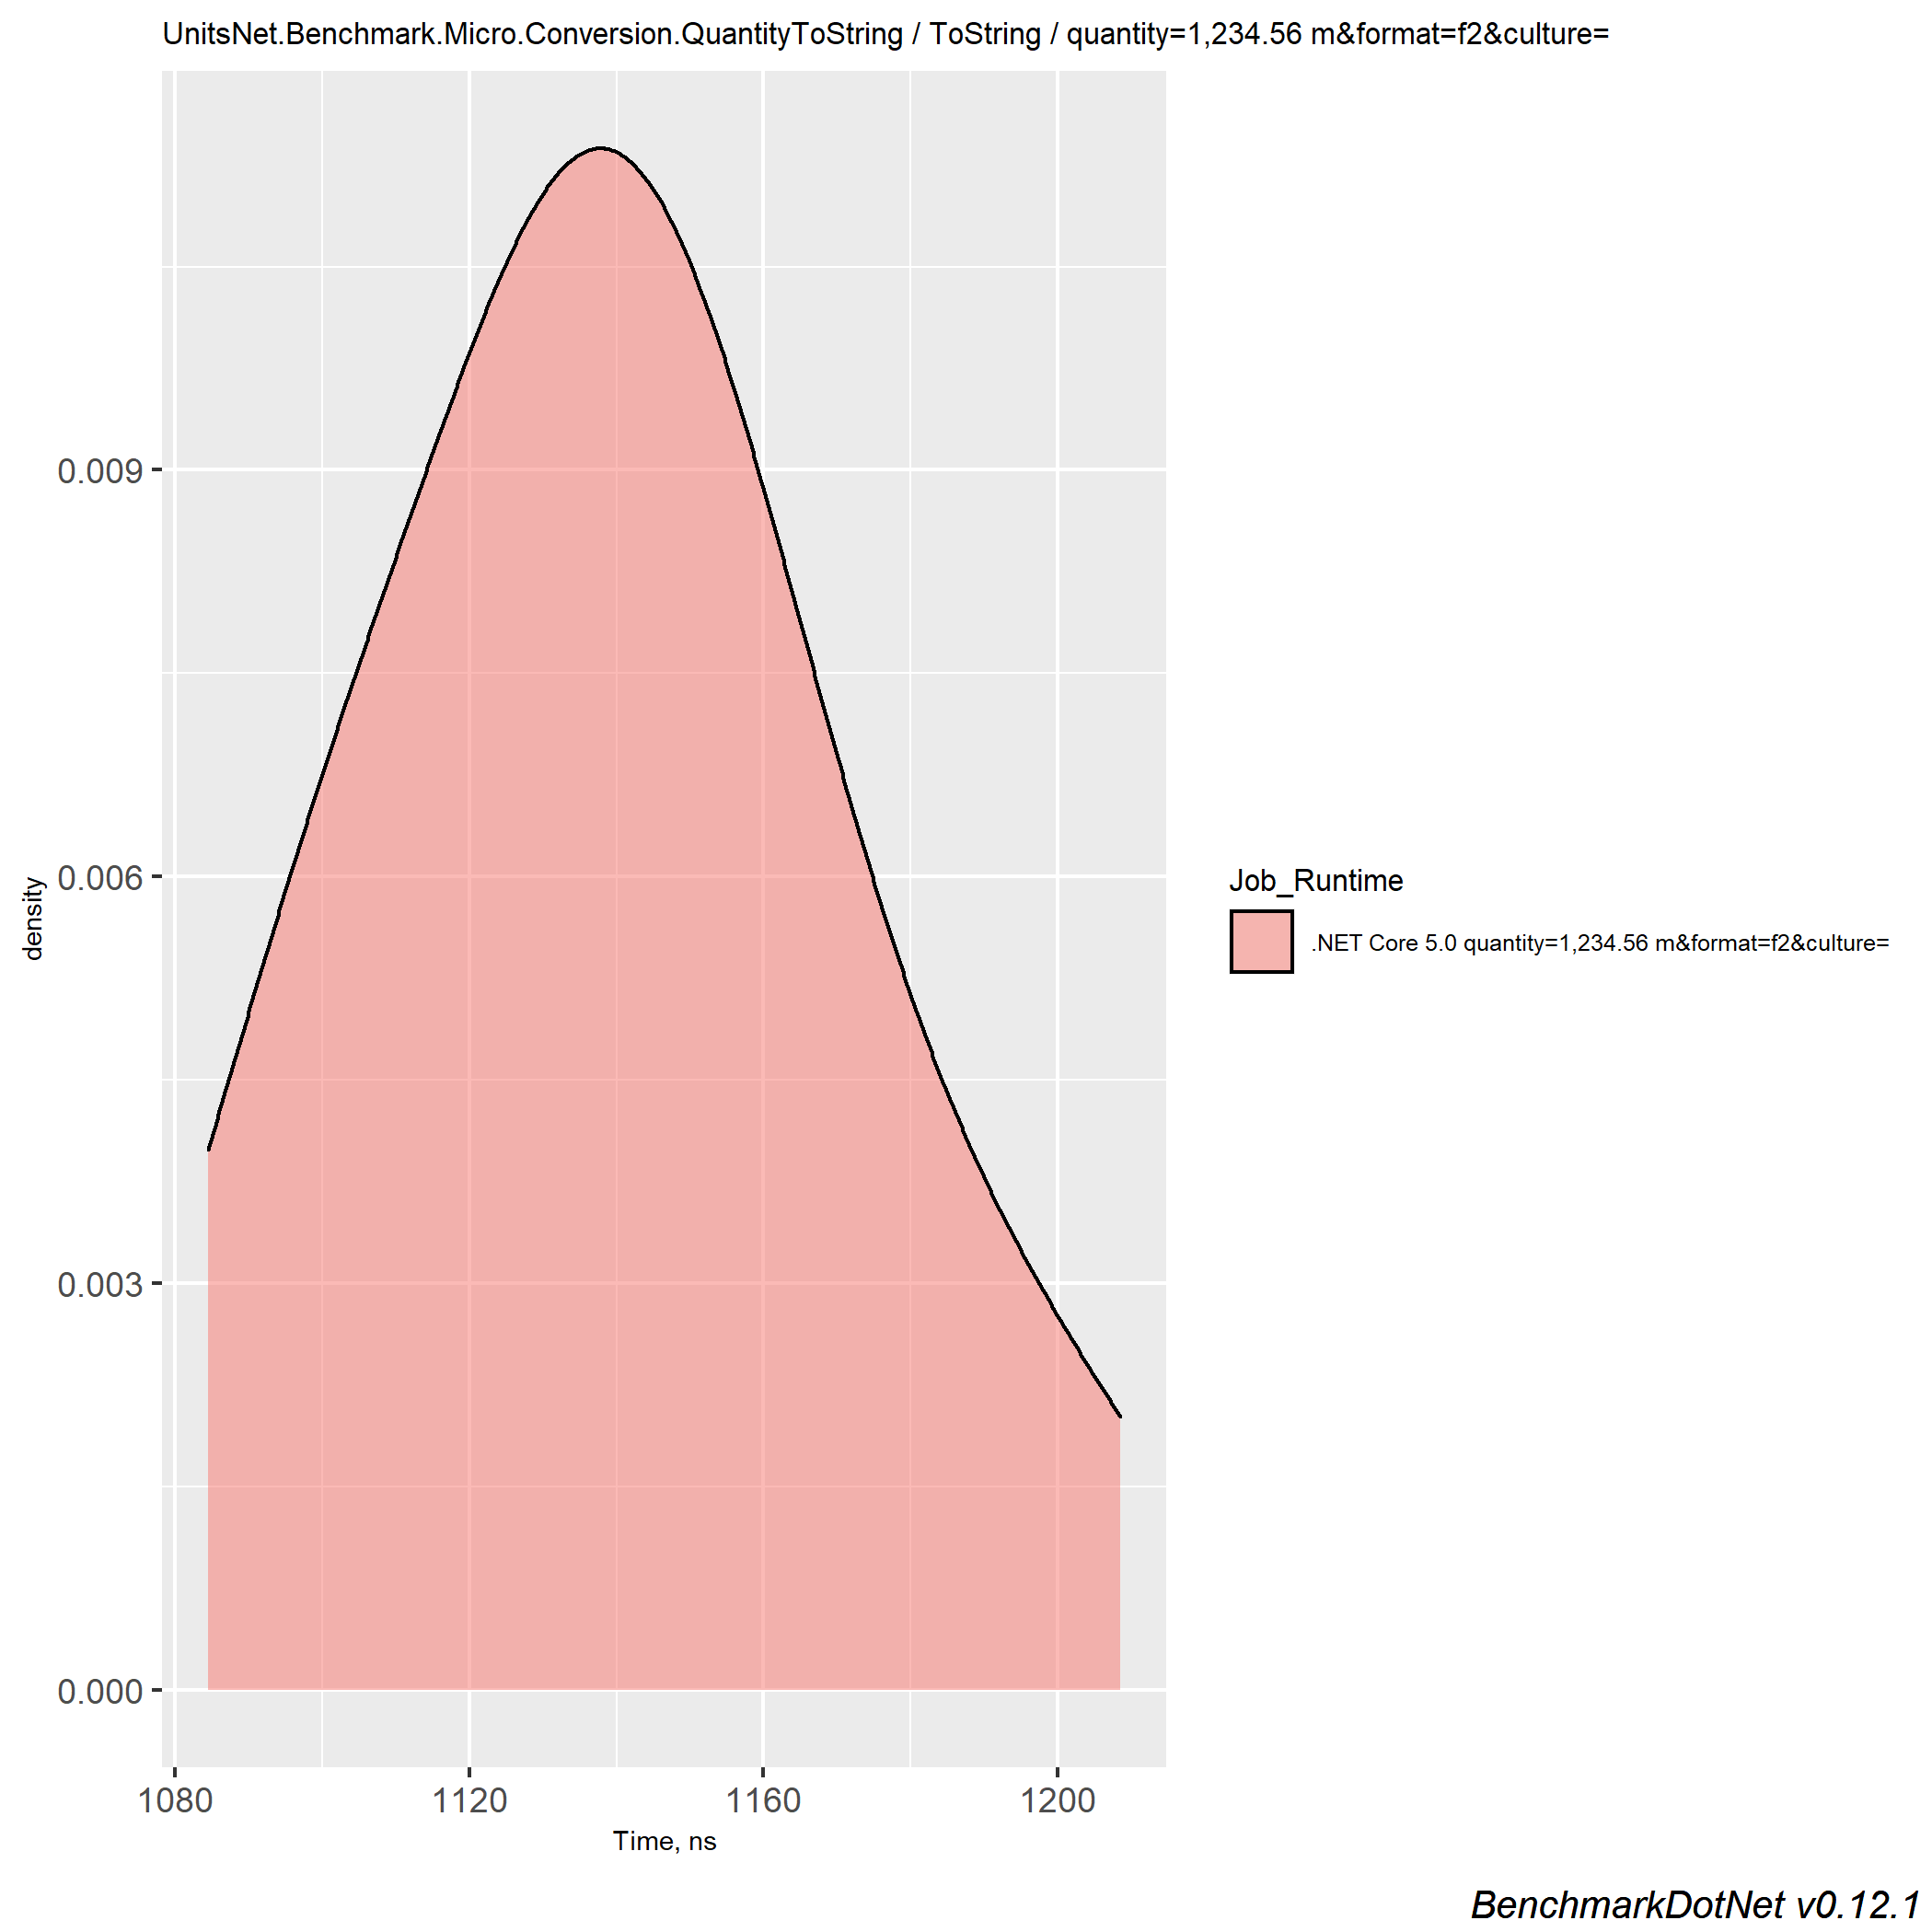 UnitsNet.Benchmark.Micro.Conversion.QuantityToString / ToString / quantity=1,234.56 m&format=f2&culture=
0.009
0.006
0.003
0.000
density
1080 1120 1160 1200
Time, ns
Job_Runtime
.NET Core 5.0 quantity=1,234.56 m&format=f2&culture=
BenchmarkDotNet v0.12.1